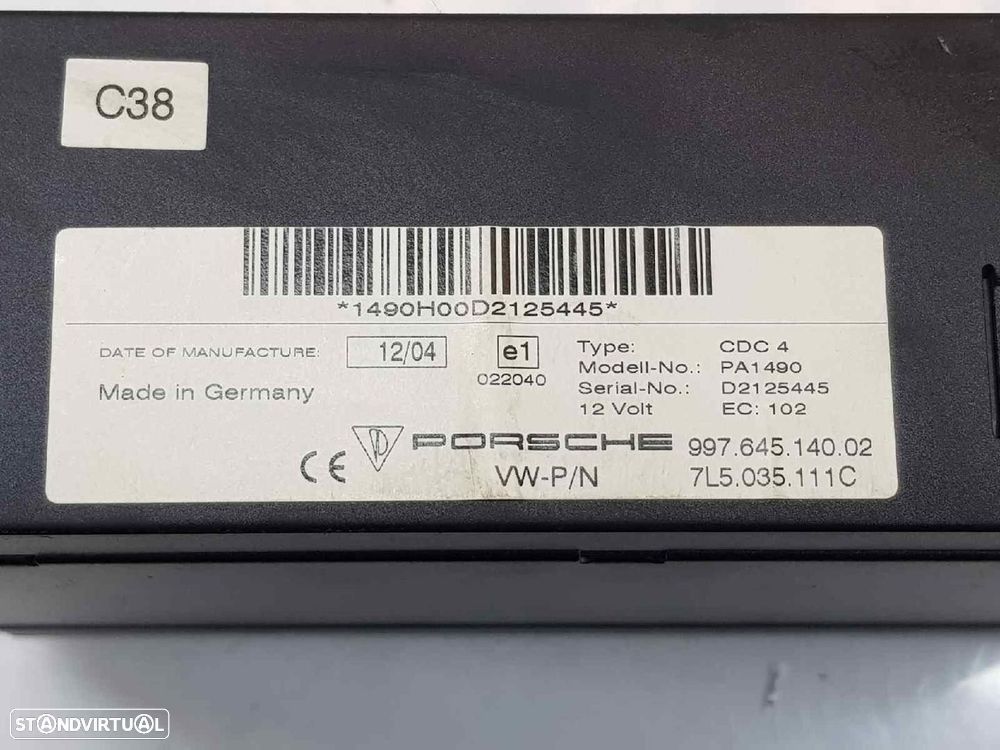 C38
*1490H00D2125445*
DATE OF MANUFACTURE: 12/04 e1 Type: CDC 4
022040 Modell-No.: PA1490
Made in Germany Serial-No.: D2125445
12 Volt EC: 102
PORSCHE 997.645.140.02
CE VW-P/N 7L5.035.111C
STANDVIRTUAL